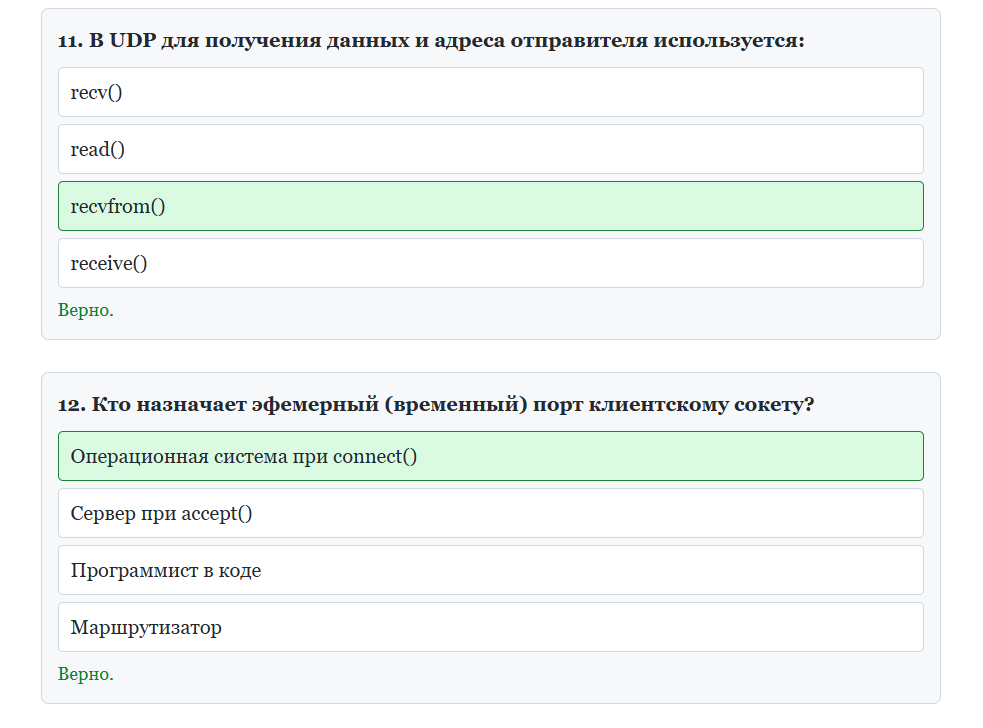 11. В UDP для получения данных и адреса отправителя используется:
recv()
read()
recvfrom()
receive()
Верно.
12. Кто назначает эфемерный (временный) порт клиентскому сокету?
Операционная система при connect()
Сервер при accept()
Программист в коде
Маршрутизатор
Верно.